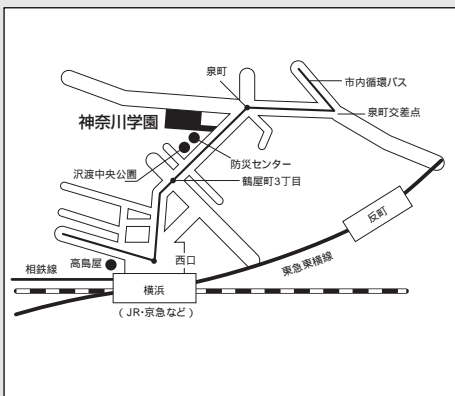 泉町
市内循環バス
泉町交差点
神奈川学園
防災センター
沢渡中央公園
鶴屋町3丁目
反町
東急東横線
西口
高島屋
相鉄線
横浜
(JR・京急など)